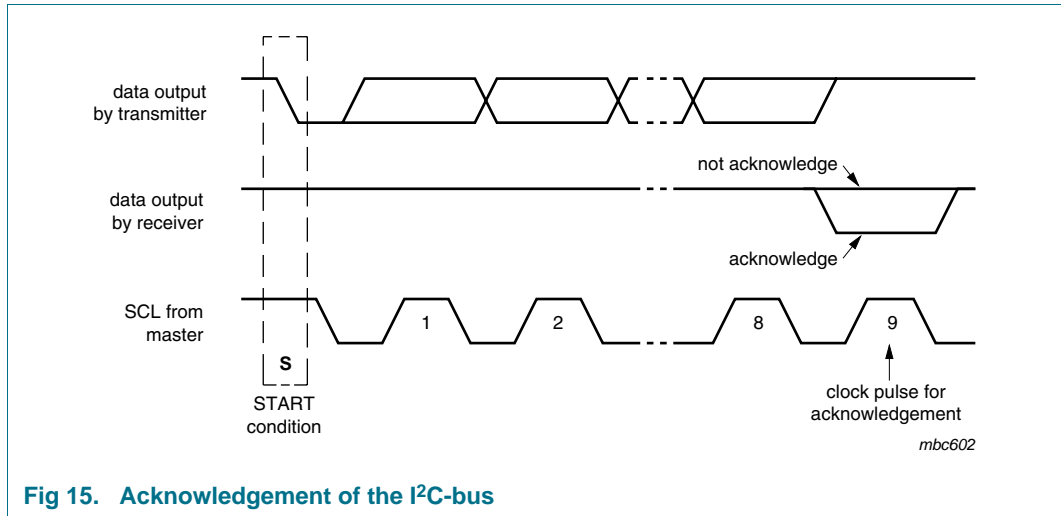 data output
by transmitter
not acknowledge
data output
by receiver
acknowledge
SCL from
master
1
2
8
9
S
START
condition
clock pulse for
acknowledgement
mbc602
Fig 15. Acknowledgement of the I²C-bus